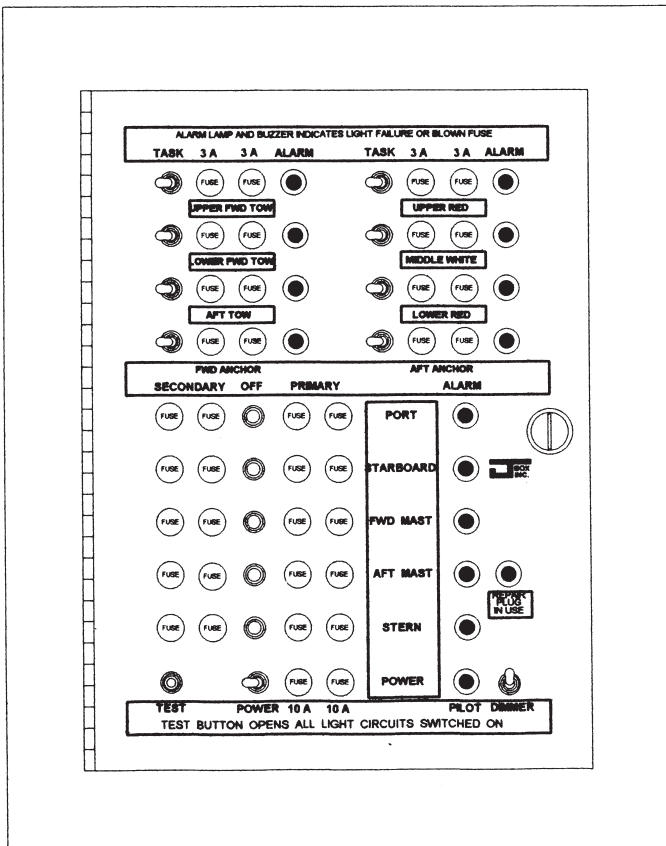 ALARM LAMP AND BUZZER INDICATES LIGHT FAILURE OR BLOWN FUSE
TASK 3 A 3 A ALARM TASK 3 A 3 A ALARM
FUSE FUSE FUSE FUSE
UPPER FWD TOW UPPER RED
FUSE FUSE FUSE FUSE
LOWER FWD TOW MIDDLE WHITE
FUSE FUSE FUSE FUSE
AFT TOW LOWER RED
FUSE FUSE FUSE FUSE
FWD ANCHOR AFT ANCHOR
SECONDARY OFF PRIMARY ALARM
FUSE FUSE FUSE FUSE PORT
FUSE FUSE FUSE FUSE STARBOARD
J BOX
INC.
FUSE FUSE FUSE FUSE FWD MAST
FUSE FUSE FUSE FUSE AFT MAST
REPAIR
PLUG
IN USE
FUSE FUSE FUSE FUSE STERN
FUSE FUSE POWER
TEST POWER 10 A 10 A PILOT DIMMER
TEST BUTTON OPENS ALL LIGHT CIRCUITS SWITCHED ON